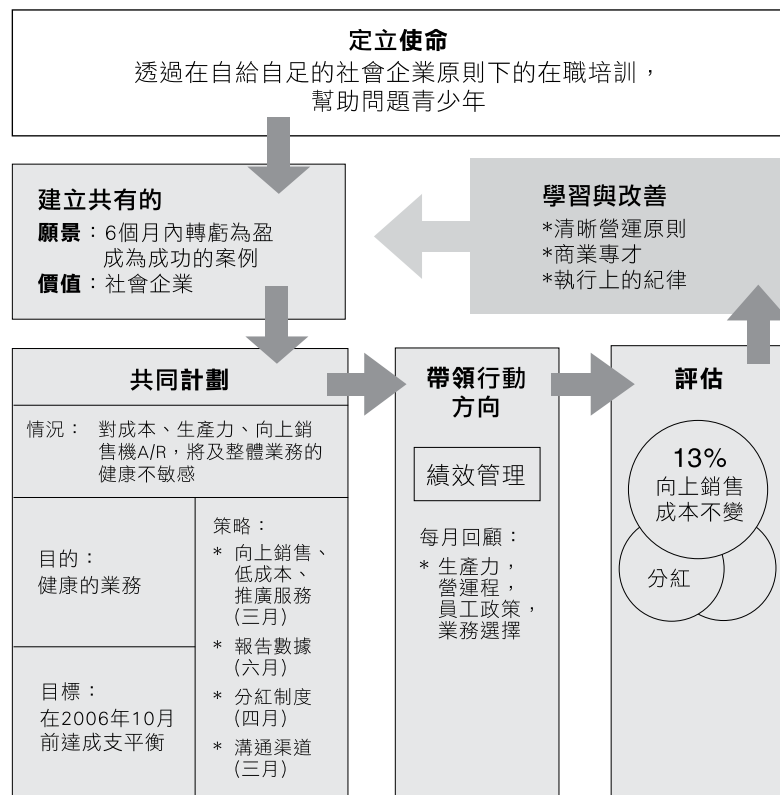 定立使命
透過在自給自足的社會企業原則下的在職培訓，
幫助問題青少年
建立共有的
願景：6個月內轉虧為盈
成為成功的案例
價值：社會企業
學習與改善
*清晰營運原則
*商業專才
*執行上的紀律
共同計劃
情況： 對成本、生產力、向上銷
售機A/R，將及整體業務的
健康不敏感
目的：
健康的業務
目標：
在2006年10月
前達成支平衡
策略：
* 向上銷售、
低成本、
推廣服務
(三月)
* 報告數據
(六月)
* 分紅制度
(四月)
* 溝通渠道
(三月)
帶領行動
方向
績效管理
每月回顧：
* 生產力，
營運程，
員工政策，
業務選擇
評估
13%
向上銷售
成本不變
分紅